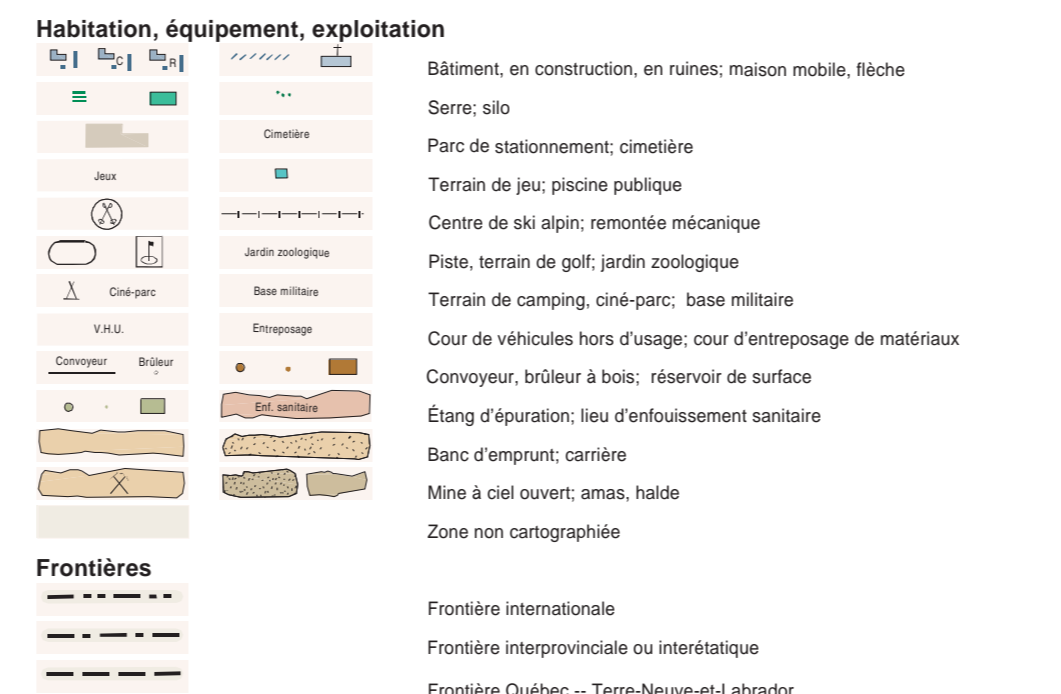 Habitation, équipement, exploitation
C R Bâtiment, en construction, en ruines; maison mobile, flèche
Serre; silo
Cimetière Parc de stationnement; cimetière
Jeux Terrain de jeu; piscine publique
Centre de ski alpin; remontée mécanique
Jardin zoologique Piste, terrain de golf; jardin zoologique
Ciné-parc Base militaire Terrain de camping, ciné-parc; base militaire
V.H.U. Entreposage Cour de véhicules hors d'usage; cour d'entreposage de matériaux
Convoyeur Brûleur Convoyeur, brûleur à bois; réservoir de surface
Enf. sanitaire Étang d'épuration; lieu d'enfouissement sanitaire
Banc d'emprunt; carrière
Mine à ciel ouvert; amas, halde
Zone non cartographiée
Frontières
Frontière internationale
Frontière interprovinciale ou interétatique
Frontière Québec -- Terre-Neuve-et-Labrador